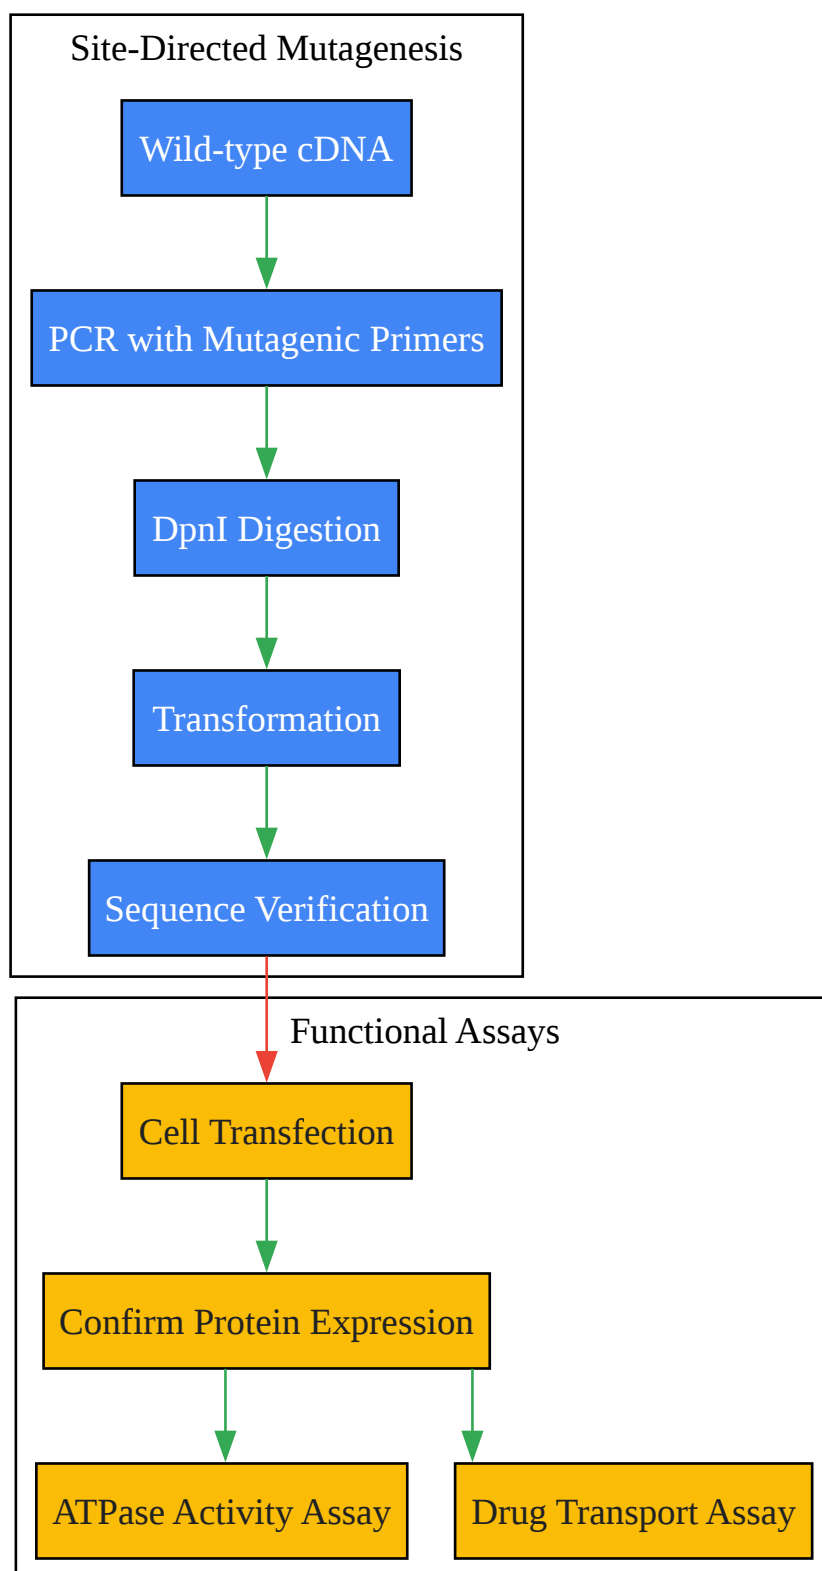 Site-Directed Mutagenesis
Wild-type cDNA
PCR with Mutagenic Primers
DpnI Digestion
Transformation
Sequence Verification
Functional Assays
Cell Transfection
Confirm Protein Expression
ATPase Activity Assay
Drug Transport Assay